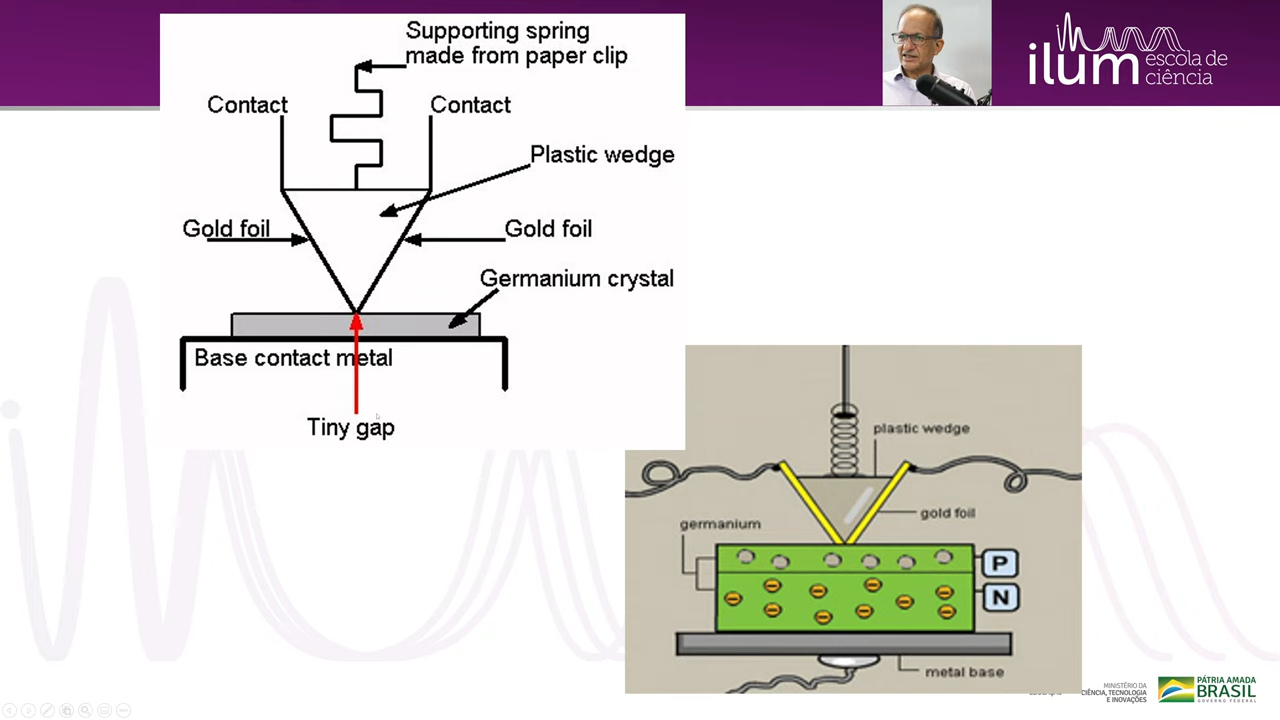 Supporting spring
made from paper clip
Contact
Contact
Plastic wedge
Gold foil
Gold foil
Germanium crystal
Base contact metal
Tiny gap
ilum
escola de
ciência
plastic wedge
gold foil
germanium
P
N
metal base
MINISTÉRIO DA
CIÊNCIA, TECNOLOGIA
E INOVAÇÕES
PÁTRIA AMADA
BRASIL
GOVERNO FEDERAL